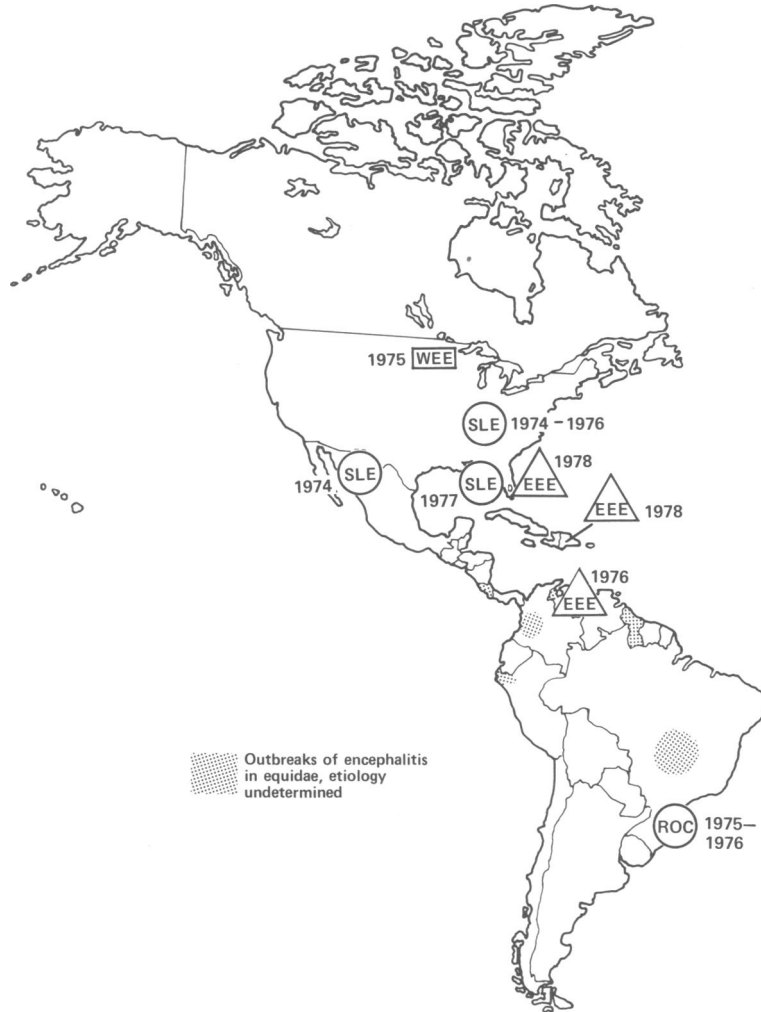 1975 WEE
SLE 1974 – 1976
1978
EEE
1974
SLE
1977
SLE
EEE 1978
1976
EEE
Outbreaks of encephalitis
in equidae, etiology
undetermined
ROC 1975—
1976